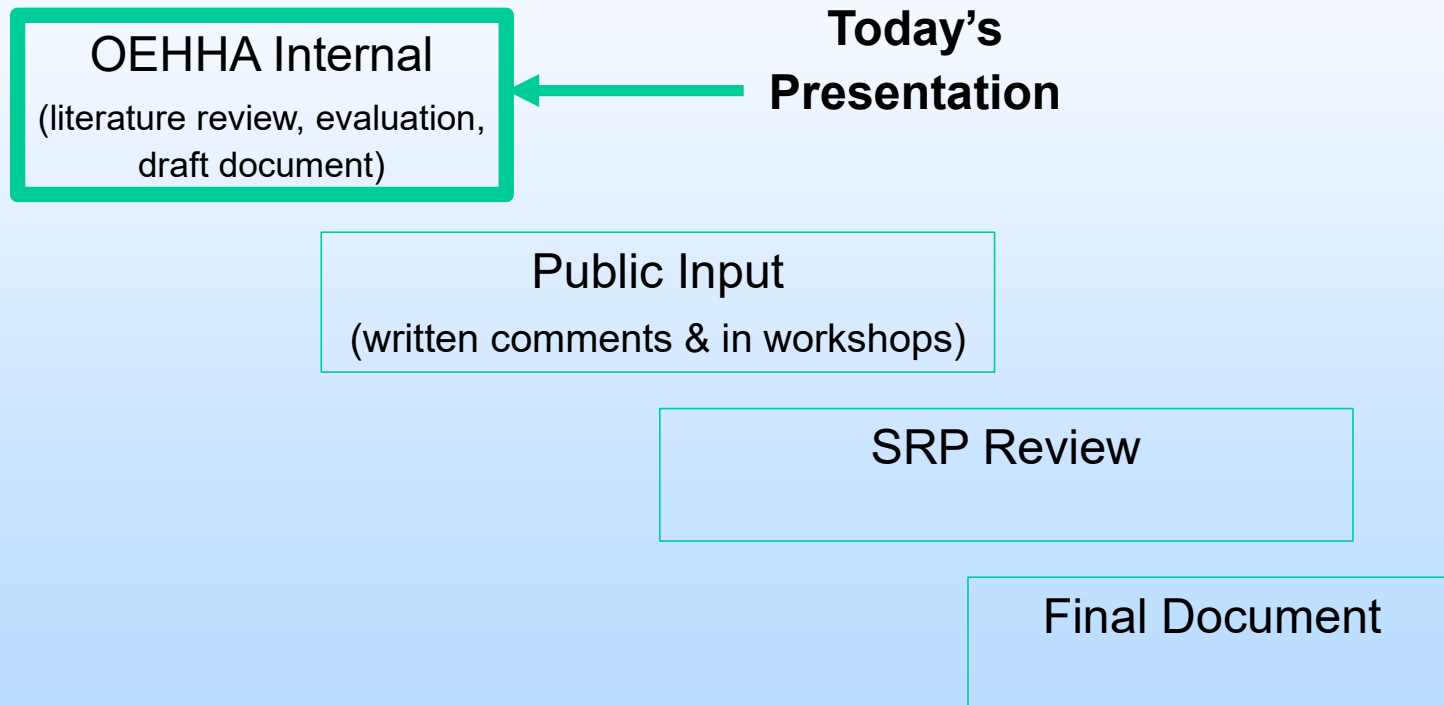 OEHHA Internal
(literature review, evaluation,
draft document)
Today’s
Presentation
Public Input
(written comments & in workshops)
SRP Review
Final Document